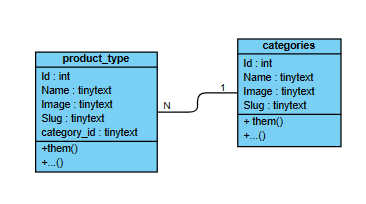 product_type
Id : int
Name : tinytext
Image : tinytext
Slug : tinytext
category_id : tinytext
+them()
+...()
N
1
categories
Id : int
Name : tinytext
Image : tinytext
Slug : tinytext
+ them()
+...()